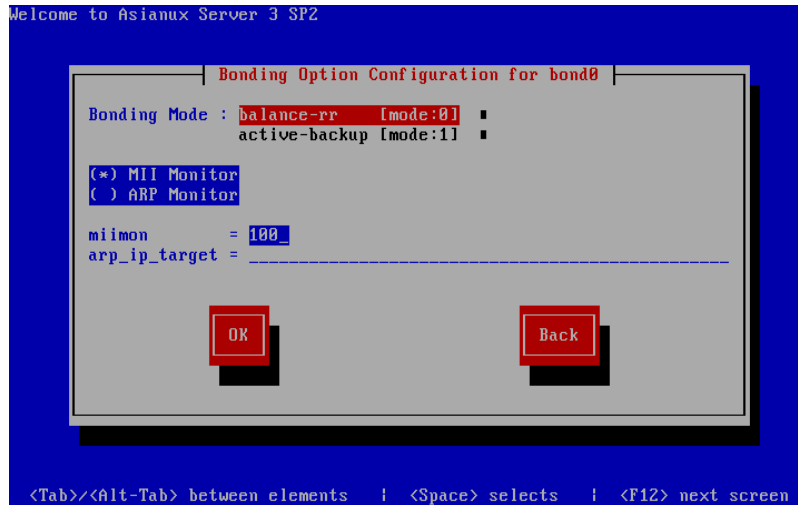 Welcome to Asianux Server 3 SP2
Bonding Option Configuration for bond0
Bonding Mode : balance-rr [mode:0]
active-backup [mode:1]
(*) MII Monitor
( ) ARP Monitor
miimon = 100_
arp_ip_target = ________________________________________________
OK Back
<Tab>/<Alt-Tab> between elements | <Space> selects | <F12> next screen